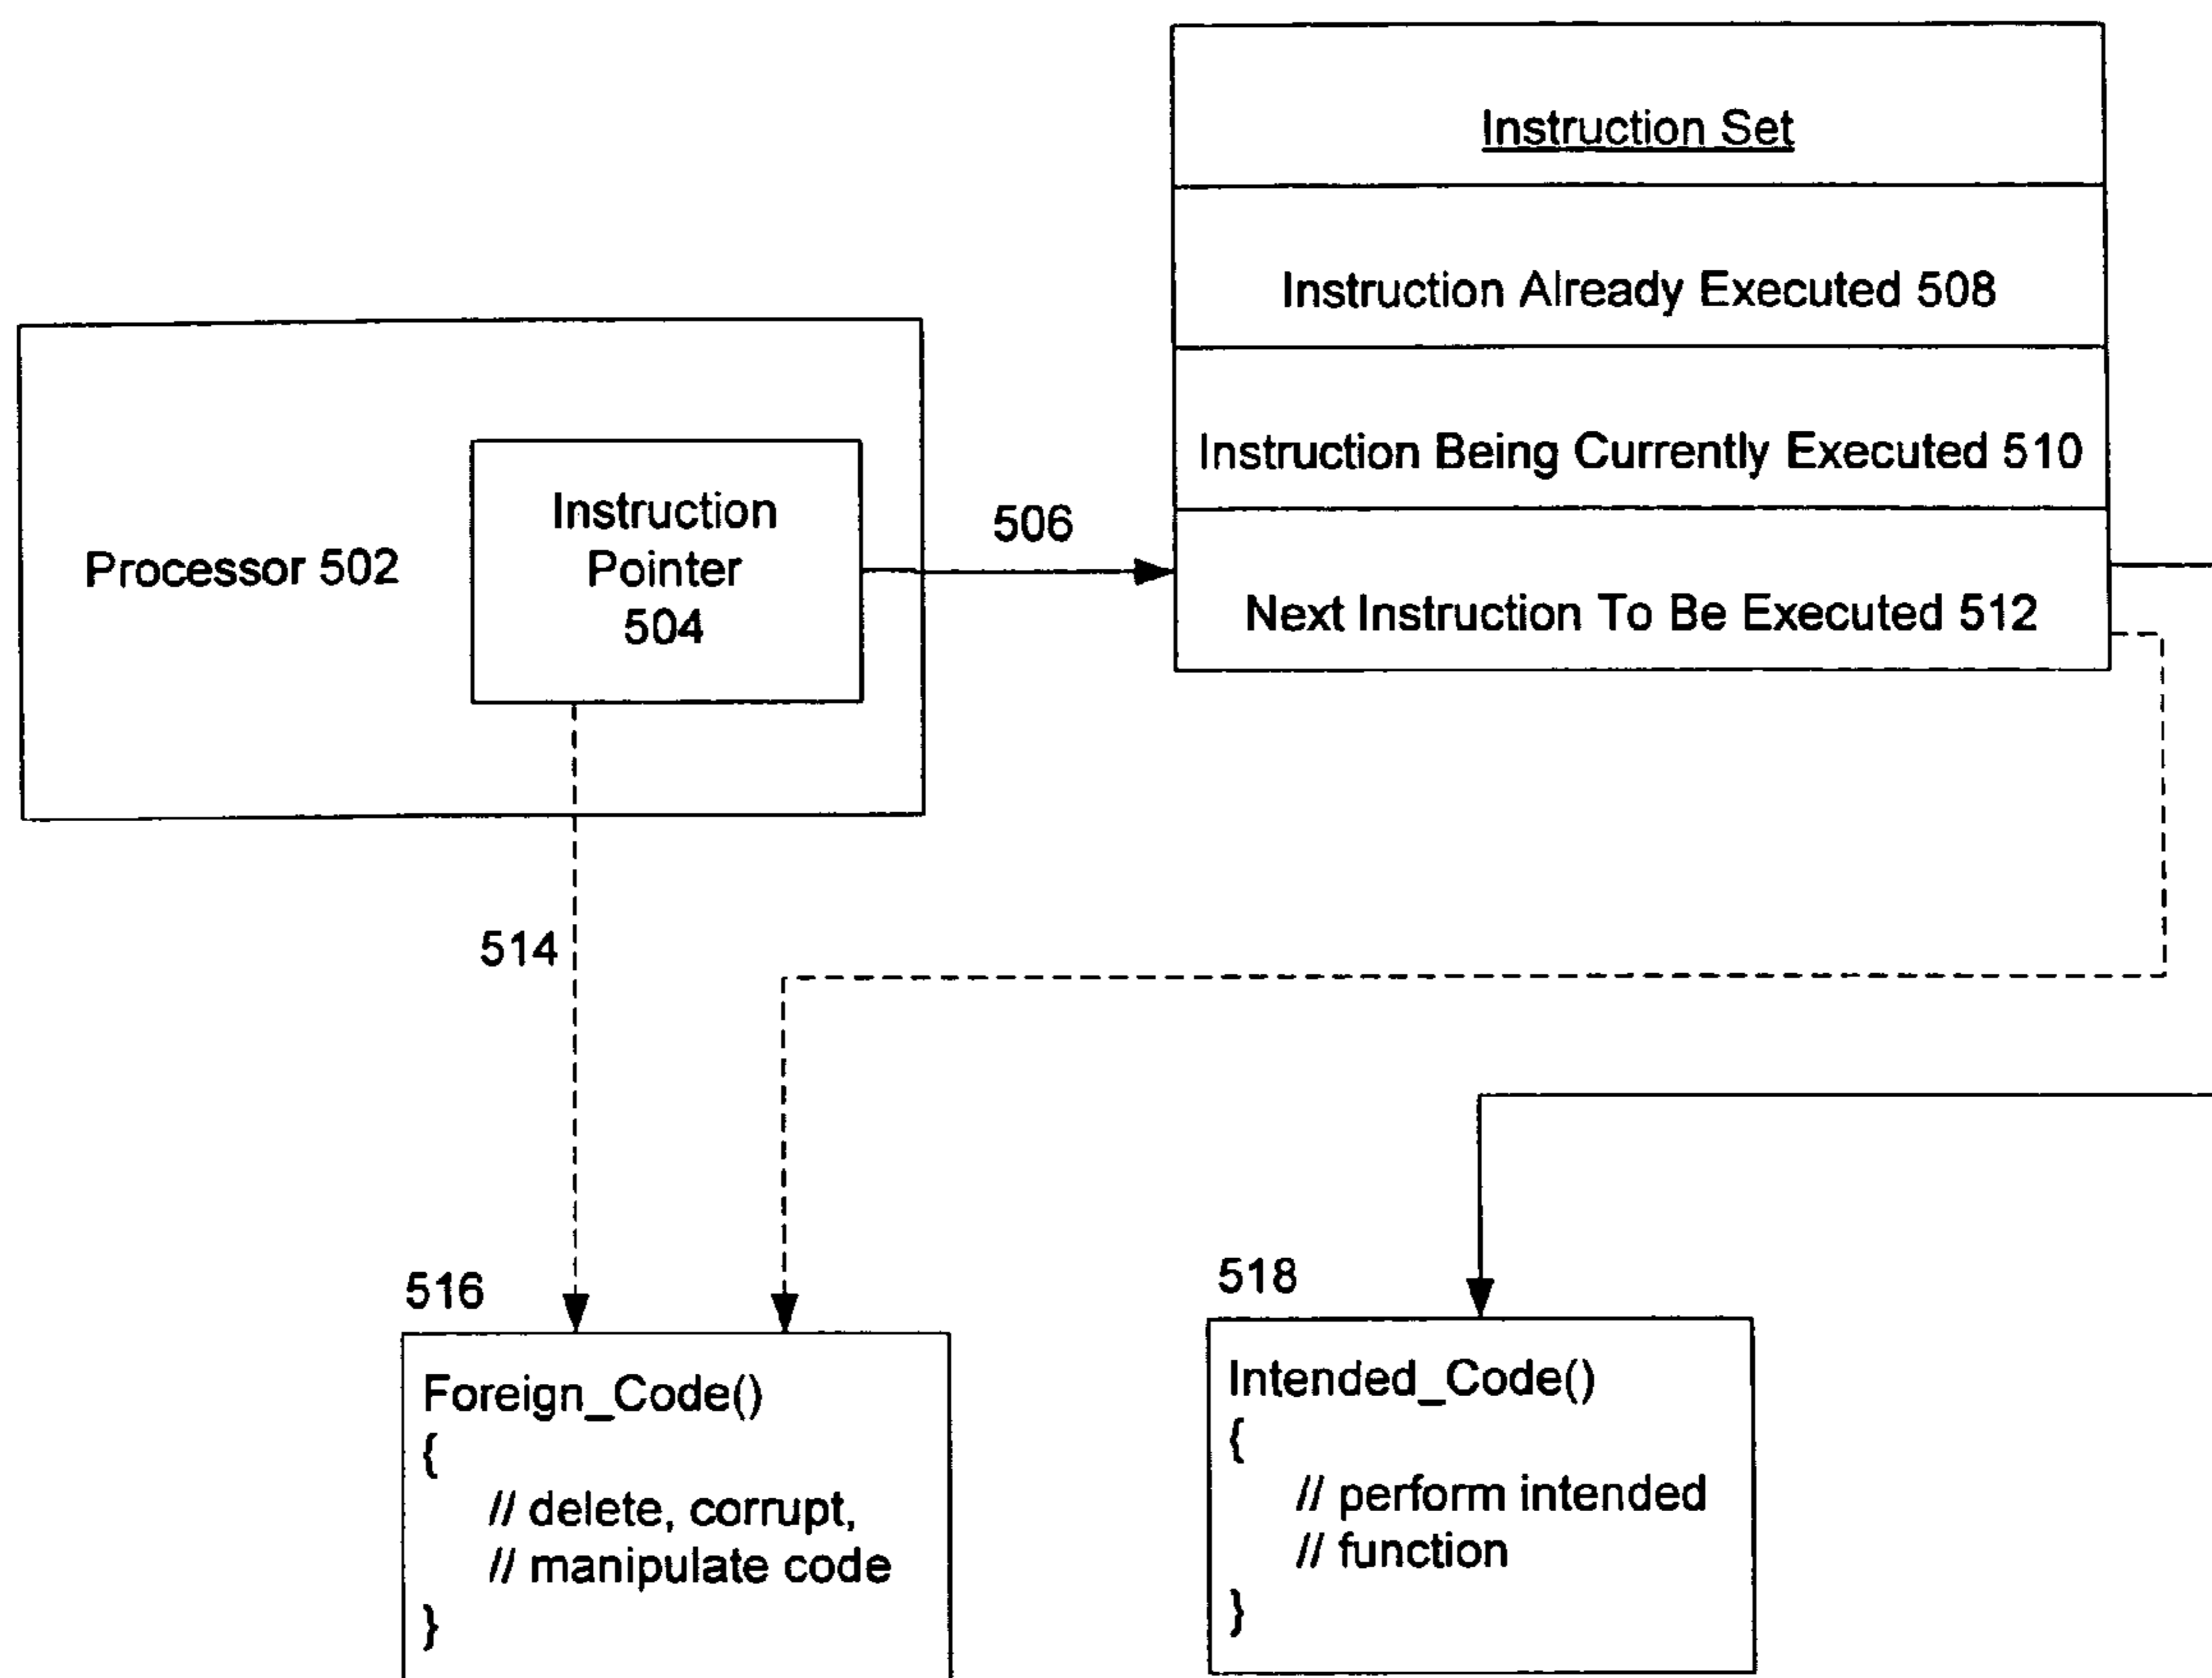 Instruction Set
Instruction Already Executed 508
Instruction Being Currently Executed 510
Next Instruction To Be Executed 512
Processor 502
Instruction
Pointer
504
506
514
516
Foreign_Code()
{
// delete, corrupt,
// manipulate code
}
518
Intended_Code()
{
// perform intended
// function
}